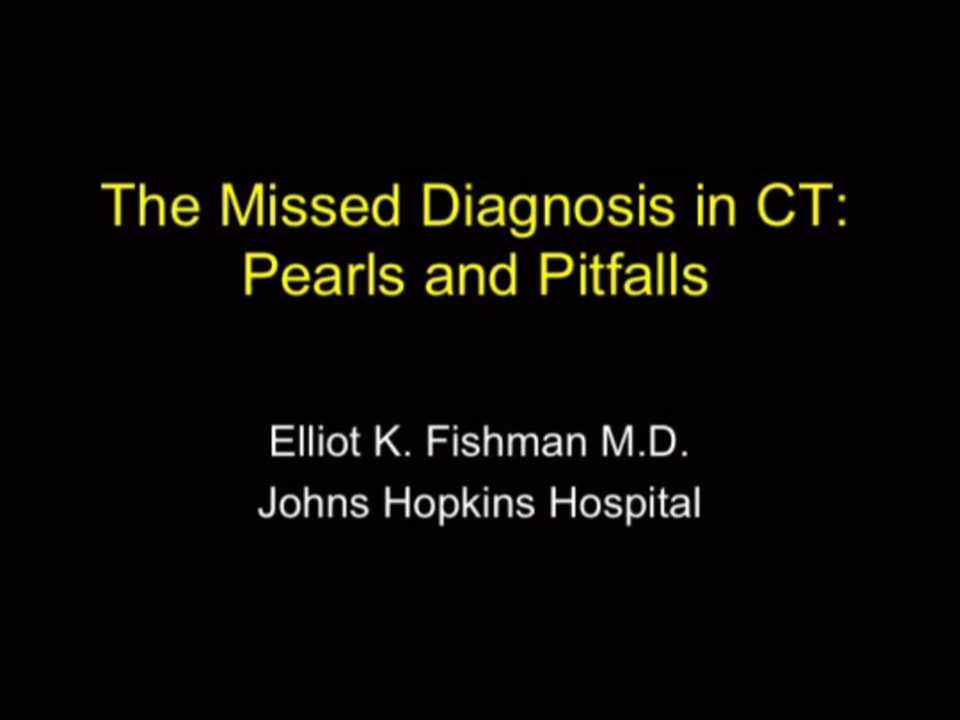 The Missed Diagnosis in CT:
Pearls and Pitfalls
Elliot K. Fishman M.D.
Johns Hopkins Hospital